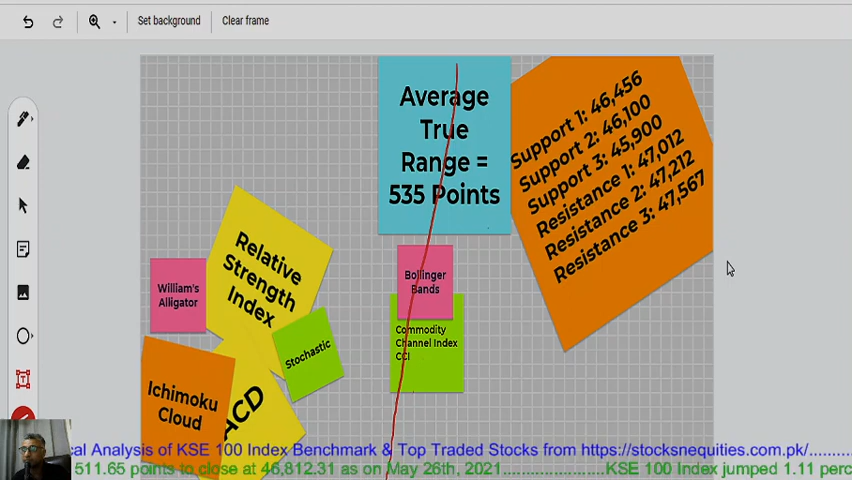 Set background
Clear frame
Average
True
Range =
535 Points
Support 1: 46,456
Support 2: 46,100
Support 3: 45,900
Resistance 1: 47,012
Resistance 2: 47,212
Resistance 3: 47,567
Relative
Strength
Index
William's
Alligator
Stochastic
Bollinger
Bands
Commodity
Channel Index
CCI
Ichimoku
Cloud
ACD
cal Analysis of KSE 100 Index Benchmark & Top Traded Stocks from https://stocksnequities.com.pk/..........
511.65 points to close at 46,812.31 as on May 26th, 2021.......................KSE 100 Index jumped 1.11 perc